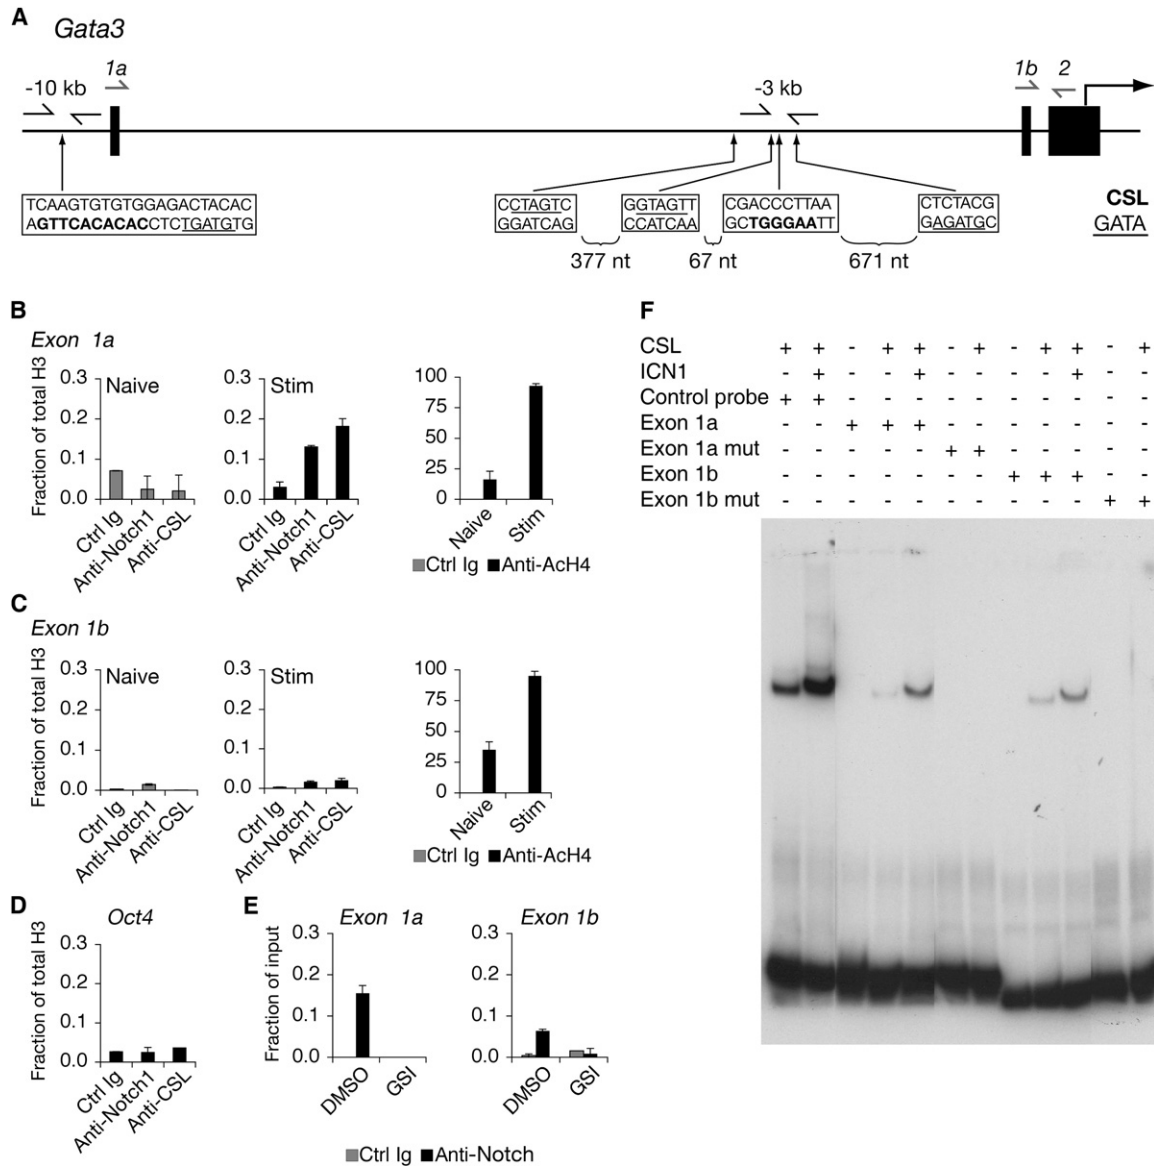 A
Gata3
1a
1b 2
-10 kb
-3 kb
TCAAGTGTGTGGAGACTACAC
AGTTCACACACCTCTGATGTG
CCTAGTC
GGATCAG
GGTAGTT
CCATCAA
CGACCCTTAA
GCTGGGAATT
CTCTACG
GAGATGC
CSL
GATA
377 nt
67 nt
671 nt
B
Exon 1a
Fraction of total H3
0.3
0.2
0.1
0.0
Naive
Ctrl Ig
Anti-Notch1
Anti-CSL
0.3
0.2
0.1
0.0
Stim
Ctrl Ig
Anti-Notch1
Anti-CSL
100
75
50
25
0
Naive
Stim
Ctrl Ig Anti-AcH4
C
Exon 1b
Fraction of total H3
0.3
0.2
0.1
0.0
Naive
Ctrl Ig
Anti-Notch1
Anti-CSL
0.3
0.2
0.1
0.0
Stim
Ctrl Ig
Anti-Notch1
Anti-CSL
100
75
50
25
0
Naive
Stim
Ctrl Ig Anti-AcH4
D
Oct4
Fraction of total H3
0.3
0.2
0.1
0.0
Ctrl Ig
Anti-Notch1
Anti-CSL
E
Exon 1a
Fraction of input
0.3
0.2
0.1
0.0
DMSO
GSI
Exon 1b
0.3
0.2
0.1
0.0
DMSO
GSI
Ctrl Ig Anti-Notch
F
CSL + + - + + - + - + + - +
ICN1 - + - - + - - - - + - -
Control probe + + - - - - - - - - - -
Exon 1a - - + + + - - - - - - -
Exon 1a mut - - - - - + + - - - - -
Exon 1b - - - - - - - + + + - -
Exon 1b mut - - - - - - - - - - + +